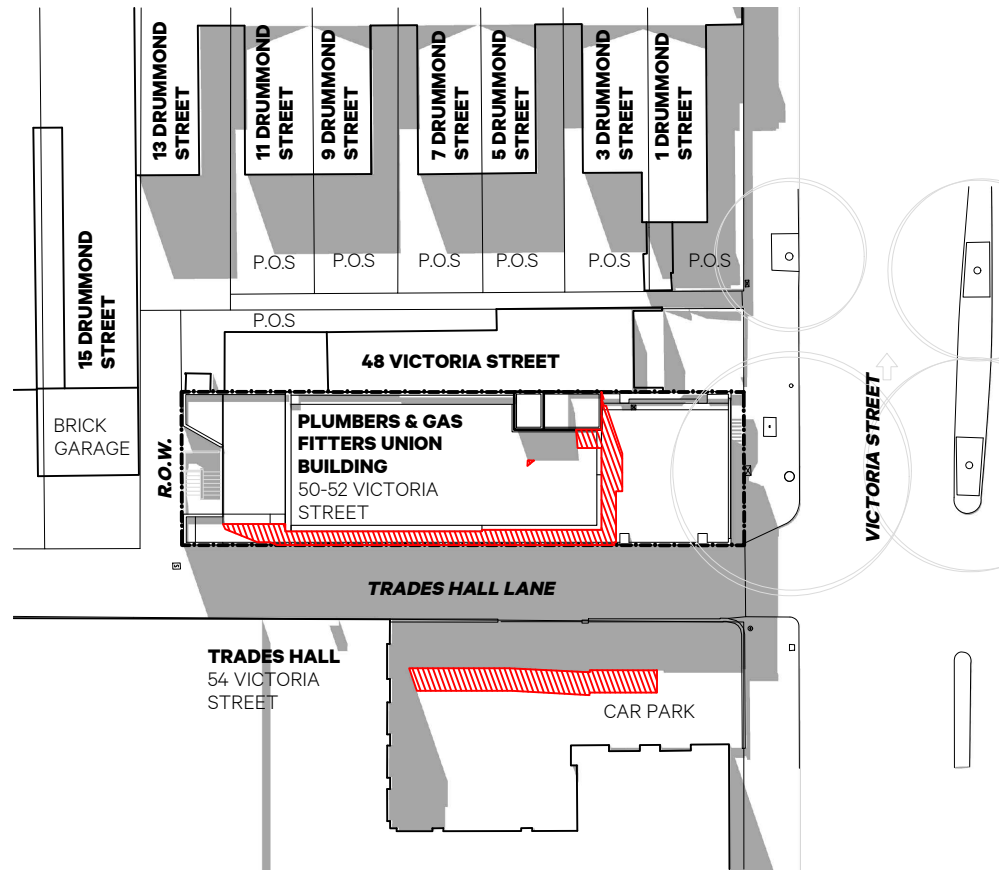 13 DRUMMOND
STREET
11 DRUMMOND
STREET
9 DRUMMOND
STREET
7 DRUMMOND
STREET
5 DRUMMOND
STREET
3 DRUMMOND
STREET
1 DRUMMOND
STREET
15 DRUMMOND
STREET
P.O.S
P.O.S
P.O.S
P.O.S
P.O.S
P.O.S
P.O.S
48 VICTORIA STREET
BRICK
GARAGE
R.O.W.
PLUMBERS & GAS
FITTERS UNION
BUILDING
50-52 VICTORIA
STREET
VICTORIA STREET
S
TRADES HALL LANE
TRADES HALL
54 VICTORIA
STREET
CAR PARK